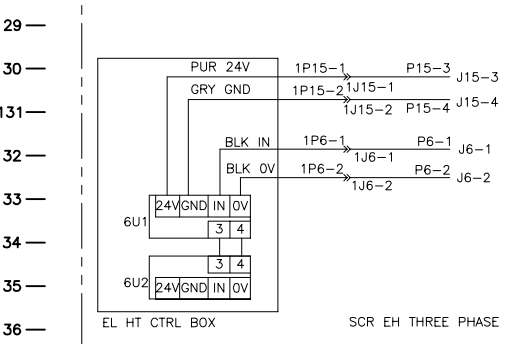 29
30
PUR 24V 1P15-1 P15-3
1J15-1 J15-3
GRY GND 1P15-2
131
1J15-2 P15-4 J15-4
BLK IN 1P6-1 P6-1
32
1J6-1 J6-1
BLK 0V 1P6-2 P6-2
1J6-2 J6-2
33
24V GND IN 0V
6U1
3 4
34
3 4
6U2
35
24V GND IN 0V
EL HT CTRL BOX SCR EH THREE PHASE
36